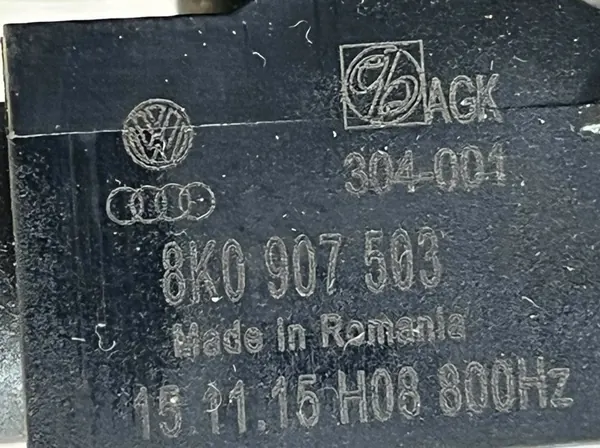 AGK
304-001
8K0 907 503
Made in Romania
15 11.15 H08 800Hz